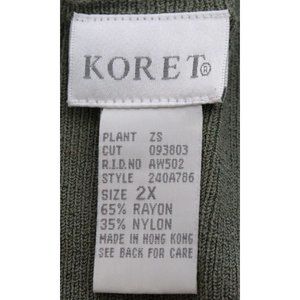 KORET®
PLANT ZS
CUT 093803
R.I.D.NO AW502
STYLE 240A786
SIZE 2X
65% RAYON
35% NYLON
MADE IN HONG KONG
SEE BACK FOR CARE